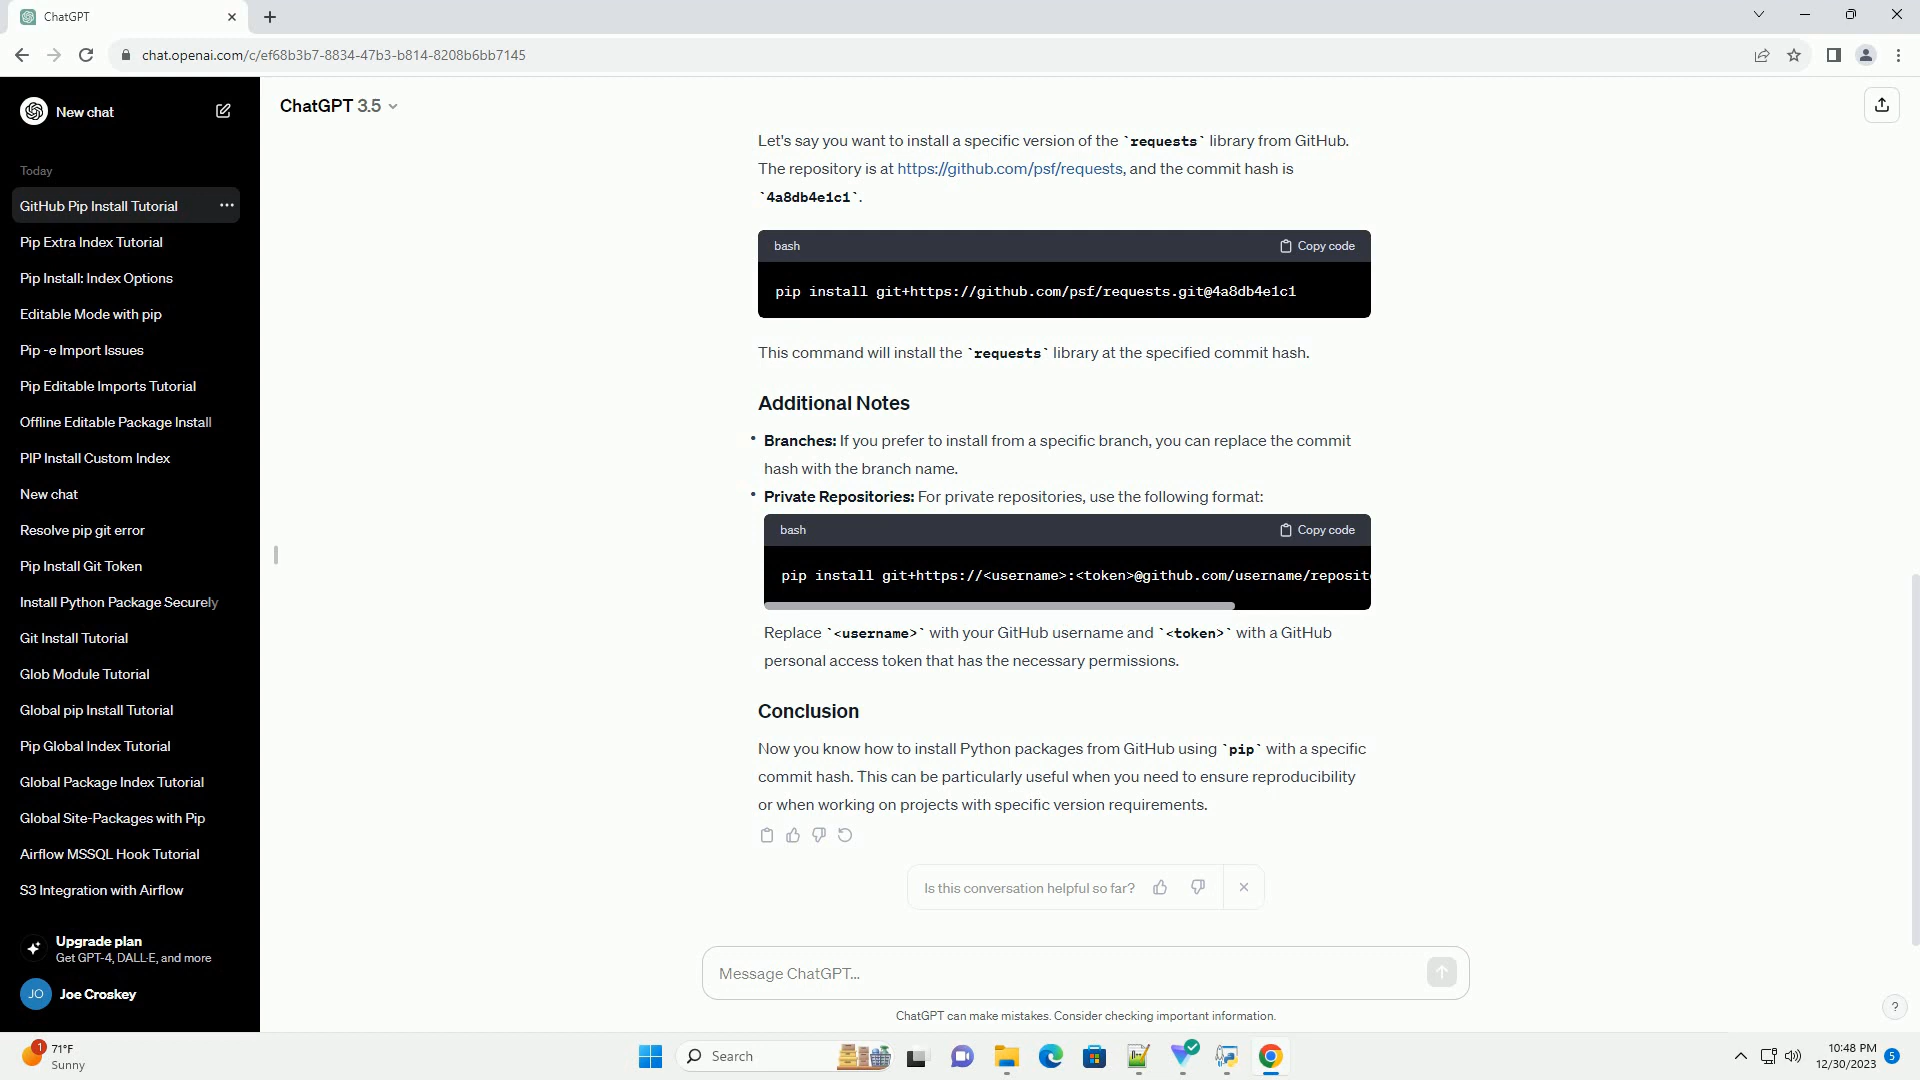 ChatGPT
chat.openai.com/c/ef68b3b7-8834-47b3-b814-8208b6bb7145
New chat
Today
GitHub Pip Install Tutorial
Pip Extra Index Tutorial
Pip Install: Index Options
Editable Mode with pip
Pip -e Import Issues
Pip Editable Imports Tutorial
Offline Editable Package Install
PIP Install Custom Index
New chat
Resolve pip git error
Pip Install Git Token
Install Python Package Securely
Git Install Tutorial
Glob Module Tutorial
Global pip Install Tutorial
Pip Global Index Tutorial
Global Package Index Tutorial
Global Site-Packages with Pip
Airflow MSSQL Hook Tutorial
S3 Integration with Airflow
Upgrade plan
Get GPT-4, DALL·E, and more
JO
Joe Croskey
ChatGPT 3.5
Let's say you want to install a specific version of the `requests` library from GitHub.
The repository is at https://github.com/psf/requests, and the commit hash is
`4a8db4e1c1`.
bash
Copy code
pip install git+https://github.com/psf/requests.git@4a8db4e1c1
This command will install the `requests` library at the specified commit hash.
Additional Notes
• Branches: If you prefer to install from a specific branch, you can replace the commit
hash with the branch name.
• Private Repositories: For private repositories, use the following format:
bash
Copy code
pip install git+https://<username>:<token>@github.com/username/reposit
Replace `<username>` with your GitHub username and `<token>` with a GitHub
personal access token that has the necessary permissions.
Conclusion
Now you know how to install Python packages from GitHub using `pip` with a specific
commit hash. This can be particularly useful when you need to ensure reproducibility
or when working on projects with specific version requirements.
Is this conversation helpful so far?
Message ChatGPT...
ChatGPT can make mistakes. Consider checking important information.
?
1
71°F
Sunny
Search
10:48 PM
12/30/2023
5